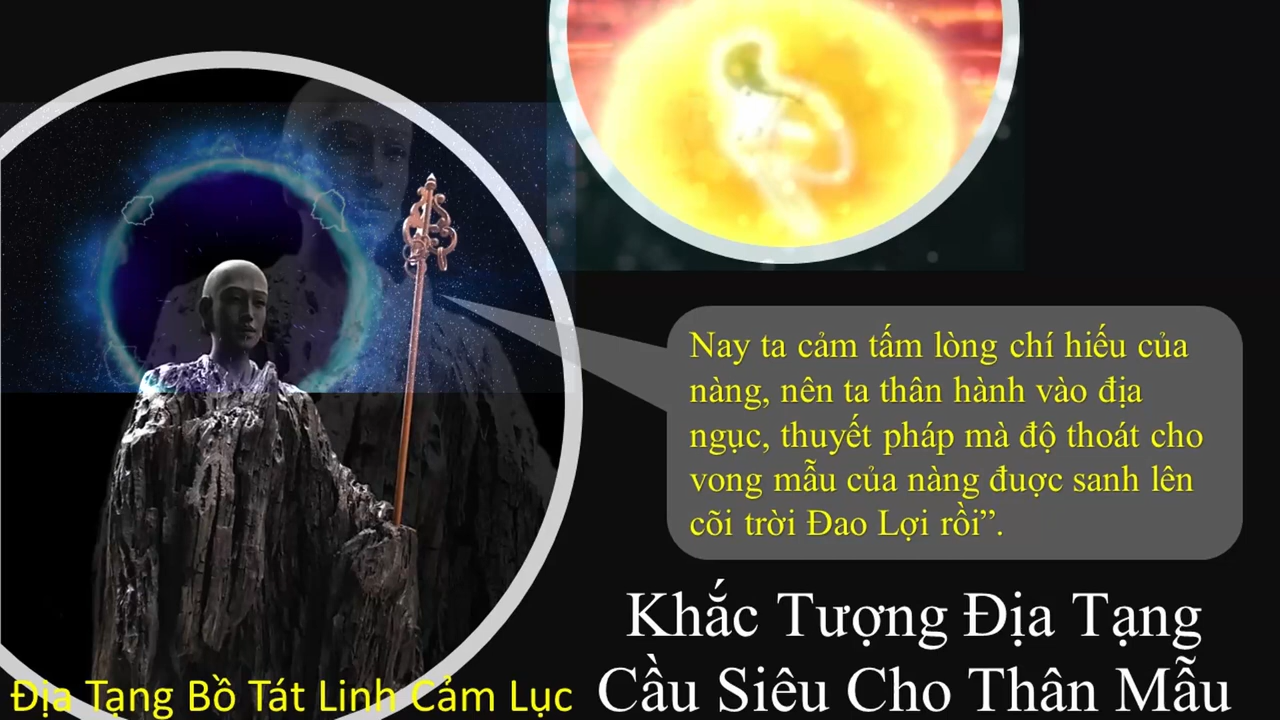 Nay ta cảm tấm lòng chí hiếu của
nàng, nên ta thân hành vào địa
ngục, thuyết pháp mà độ thoát cho
vong mẫu của nàng đuợc sanh lên
cõi trời Đao Lợi rồi”.
Khắc Tượng Địa Tạng
Cầu Siêu Cho Thân Mẫu
Địa Tạng Bồ Tát Linh Cảm Lục